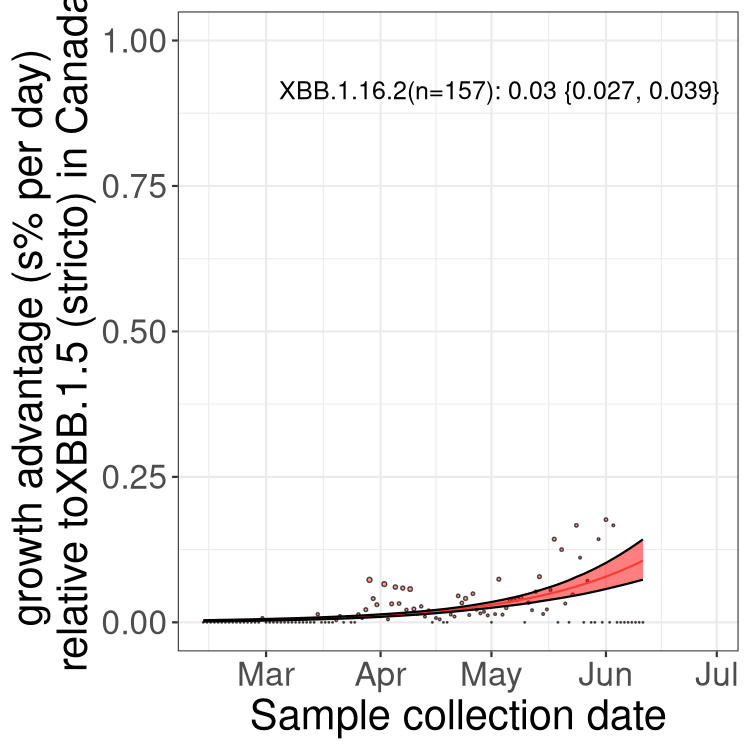 growth advantage (s% per day)
relative toXBB.1.5 (stricto) in Canada
1.00
0.75
0.50
0.25
0.00
XBB.1.16.2(n=157): 0.03 {0.027, 0.039}
Mar Apr May Jun Jul
Sample collection date